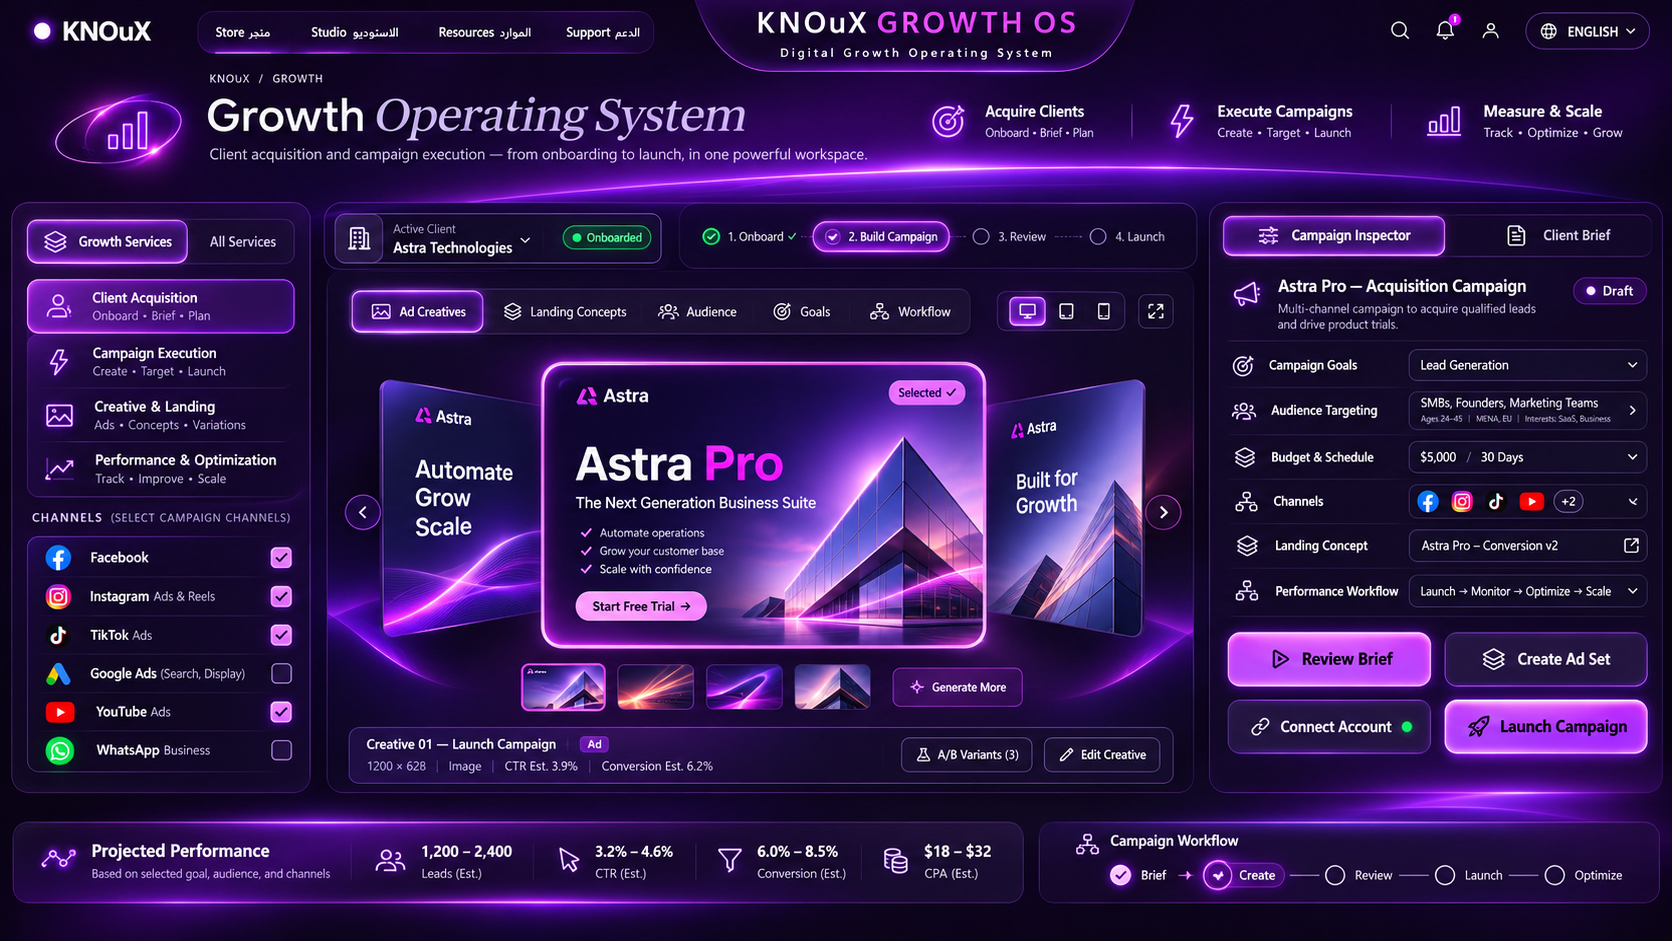 KNOuX
Store متجر
Studio الاستوديو
Resources الموارد
Support الدعم
KNOuX GROWTH OS
Digital Growth Operating System
1
ENGLISH
KNOUX / GROWTH
Growth Operating System
Client acquisition and campaign execution — from onboarding to launch, in one powerful workspace.
Acquire Clients
Onboard • Brief • Plan
Execute Campaigns
Create • Target • Launch
Measure & Scale
Track • Optimize • Grow
Growth Services
All Services
Client Acquisition
Onboard • Brief • Plan
Campaign Execution
Create • Target • Launch
Creative & Landing
Ads • Concepts • Variations
Performance & Optimization
Track • Improve • Scale
CHANNELS (SELECT CAMPAIGN CHANNELS)
Facebook
Instagram Ads & Reels
TikTok Ads
Google Ads (Search, Display)
YouTube Ads
WhatsApp Business
Active Client
Astra Technologies
Onboarded
1. Onboard
2. Build Campaign
3. Review
4. Launch
Ad Creatives
Landing Concepts
Audience
Goals
Workflow
Astra
Automate
Grow
Scale
Astra
Selected
Astra Pro
The Next Generation Business Suite
Automate operations
Grow your customer base
Scale with confidence
Start Free Trial →
Astra
Built for
Growth
Generate More
Creative 01 — Launch Campaign
Ad
1200 × 628 | Image | CTR Est. 3.9% | Conversion Est. 6.2%
A/B Variants (3)
Edit Creative
Campaign Inspector
Client Brief
Astra Pro — Acquisition Campaign
Draft
Multi-channel campaign to acquire qualified leads
and drive product trials.
Campaign Goals
Lead Generation
Audience Targeting
SMBs, Founders, Marketing Teams
Ages 24–45 | MENA, EU | Interests: SaaS, Business
Budget & Schedule
$5,000 / 30 Days
Channels
+2
Landing Concept
Astra Pro – Conversion v2
Performance Workflow
Launch → Monitor → Optimize → Scale
Review Brief
Create Ad Set
Connect Account
Launch Campaign
Projected Performance
Based on selected goal, audience, and channels
1,200 – 2,400
Leads (Est.)
3.2% – 4.6%
CTR (Est.)
6.0% – 8.5%
Conversion (Est.)
$18 – $32
CPA (Est.)
Campaign Workflow
Brief
Create
Review
Launch
Optimize